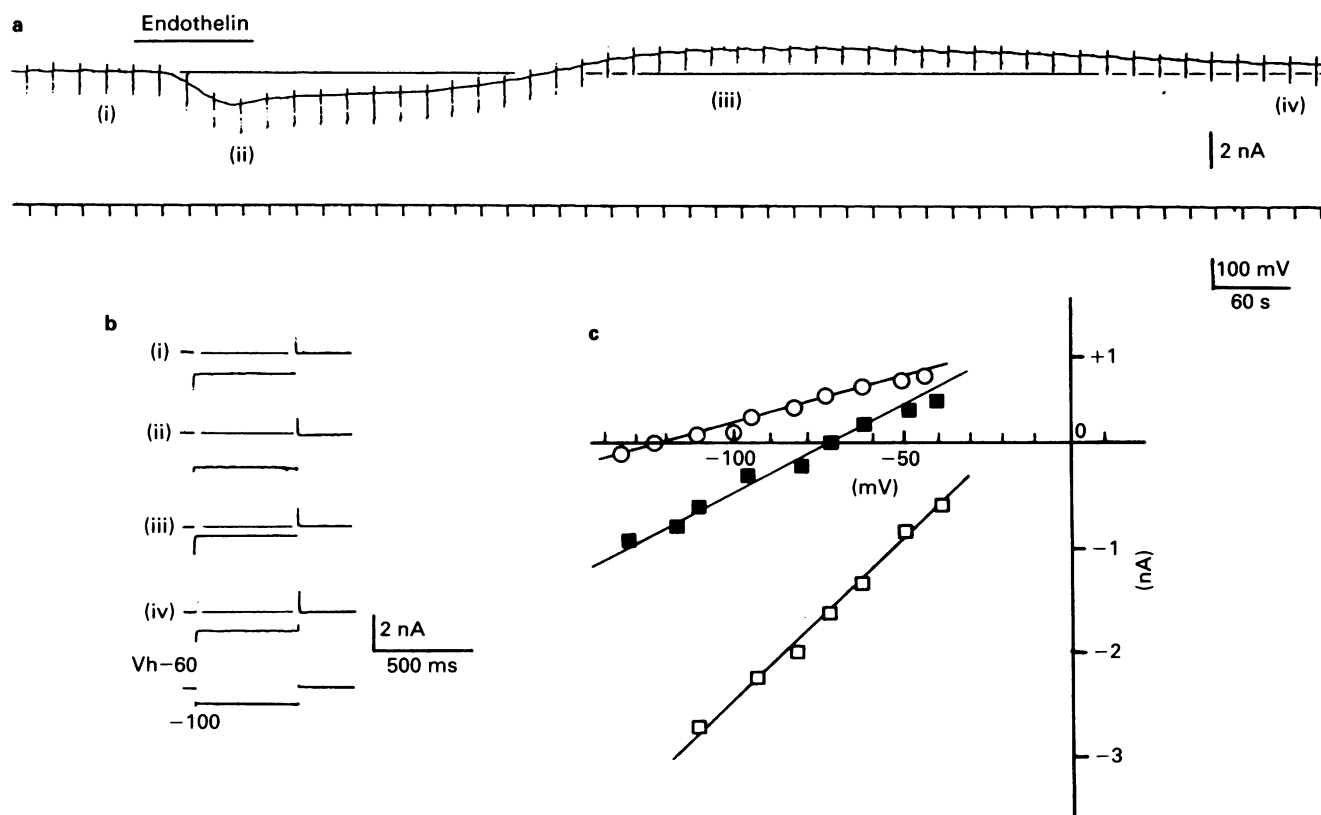 a
Endothelin
(i)
(ii)
(iii)
(iv)
2 nA
100 mV
60 s
b
(i)
(ii)
(iii)
(iv)
2 nA
500 ms
Vh−60
−100
c
+1
0
−100
−50
(mV)
−1
(nA)
−2
−3